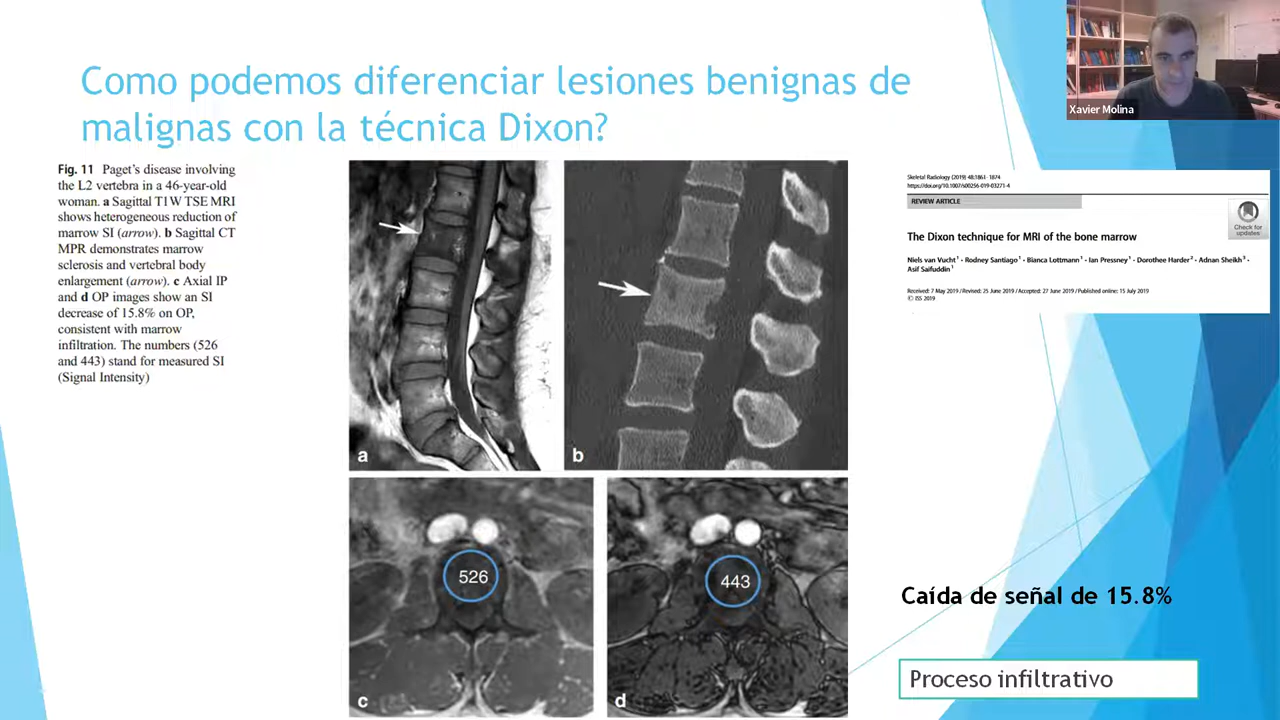 Como podemos diferenciar lesiones benignas de
malignas con la técnica Dixon?
Xavier Molina
Fig. 11 Paget's disease involving
the L2 vertebra in a 46-year-old
woman. a Sagittal T1W TSE MRI
shows heterogeneous reduction of
marrow SI (arrow). b Sagittal CT
MPR demonstrates marrow
sclerosis and vertebral body
enlargement (arrow). c Axial IP
and d OP images show an SI
decrease of 15.8% on OP,
consistent with marrow
infiltration. The numbers (526
and 443) stand for measured SI
(Signal Intensity)
a
b
526
c
443
d
Skeletal Radiology (2019) 48:1861–1874
https://doi.org/10.1007/s00256-019-03271-4
REVIEW ARTICLE
Check for
updates
The Dixon technique for MRI of the bone marrow
Niels van Vucht1 · Rodney Santiago1 · Bianca Lottmann1 · Ian Pressney1 · Dorothee Harder2 · Adnan Sheikh3 ·
Asif Saifuddin1
Received: 7 May 2019 / Revised: 25 June 2019 / Accepted: 27 June 2019 / Published online: 15 July 2019
© ISS 2019
Caída de señal de 15.8%
Proceso infiltrativo